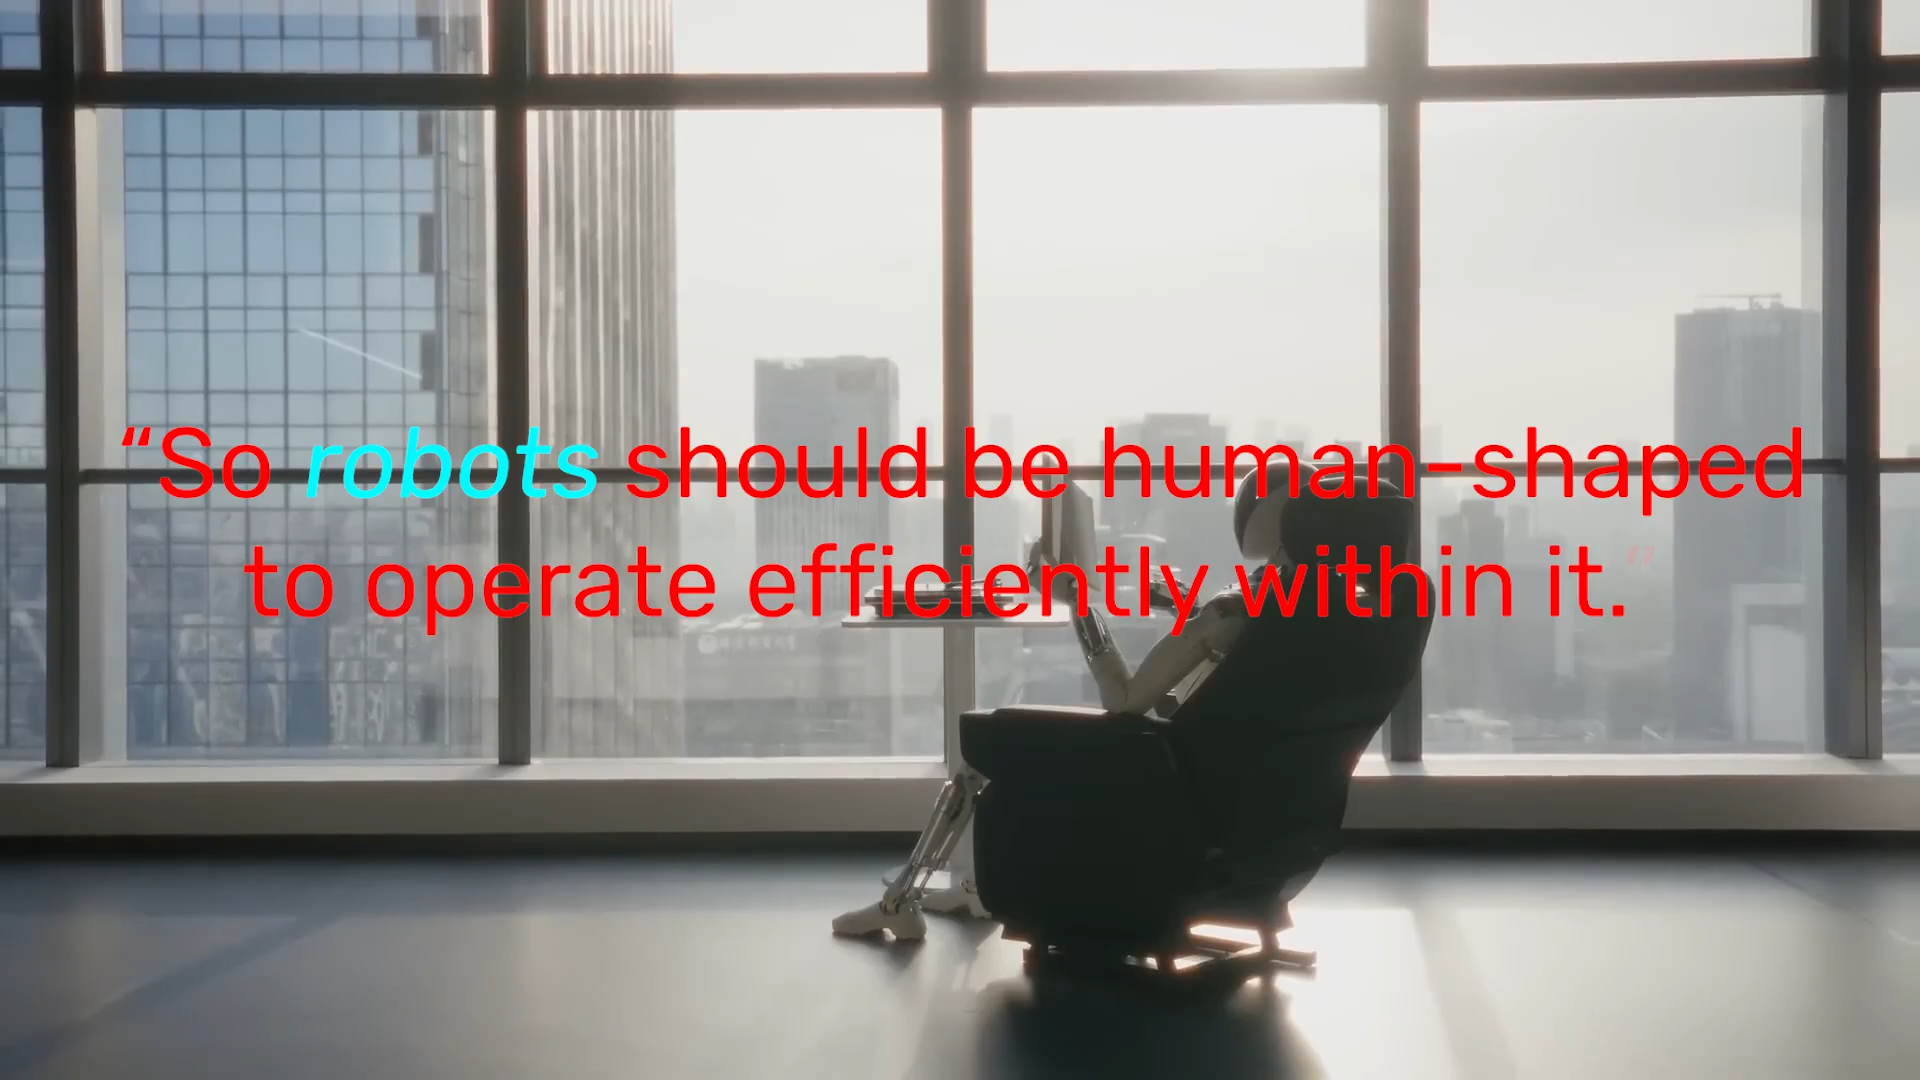 “So robots should be human-shaped
to operate efficiently within it.”